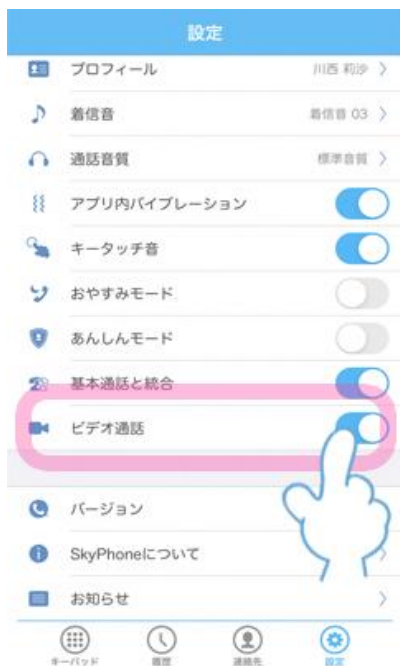 設定
プロフィール 川西 莉沙
着信音 着信音 03
通話音質 標準音質
アプリ内バイブレーション
キータッチ音
おやすみモード
あんしんモード
基本通話と統合
ビデオ通話
バージョン
SkyPhoneについて
お知らせ
キーパッド 履歴 連絡先 設定